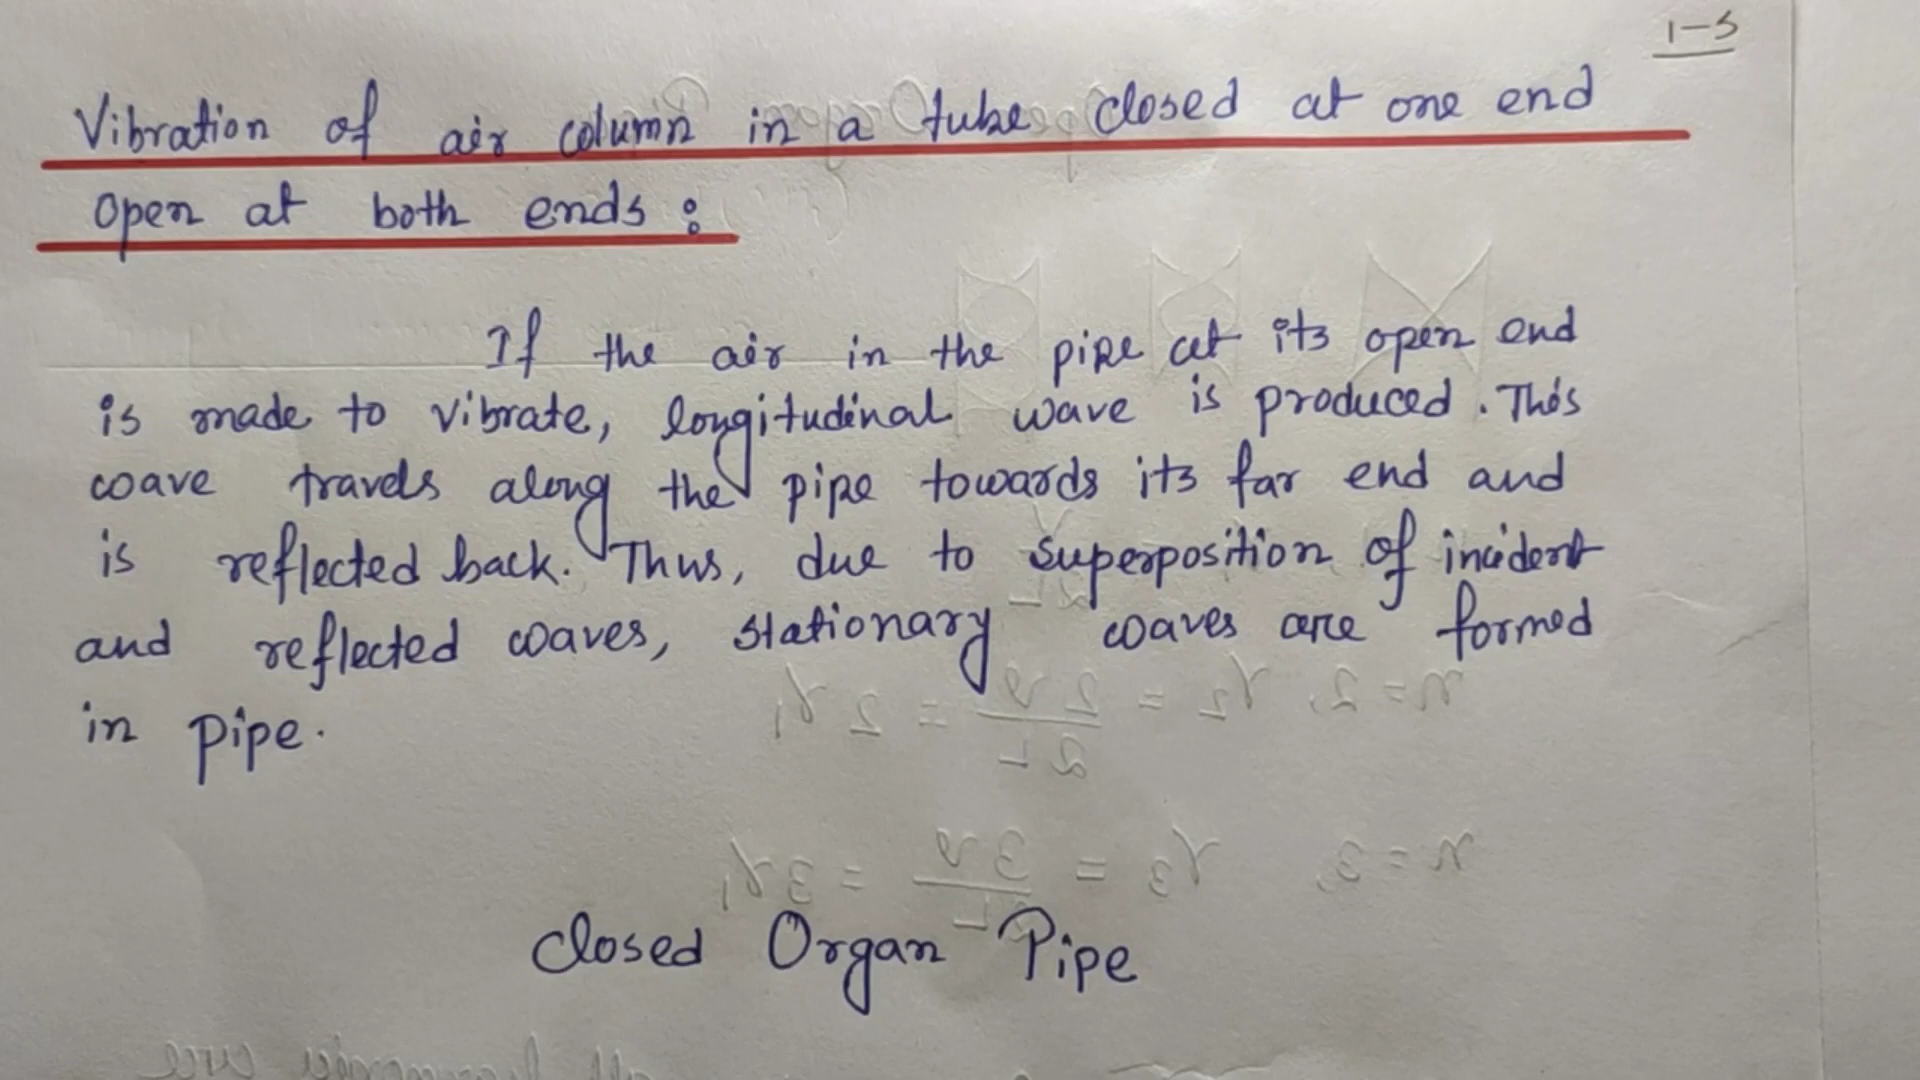 1-5
Vibration of air column in a tube closed at one end
open at both ends :
If the air in the pipe at its open end
is made to vibrate, longitudinal wave is produced. This
wave travels along the pipe towards its far end and
is reflected back. Thus, due to superposition of incident
and reflected waves, stationary waves are formed
in pipe.
Closed Organ Pipe